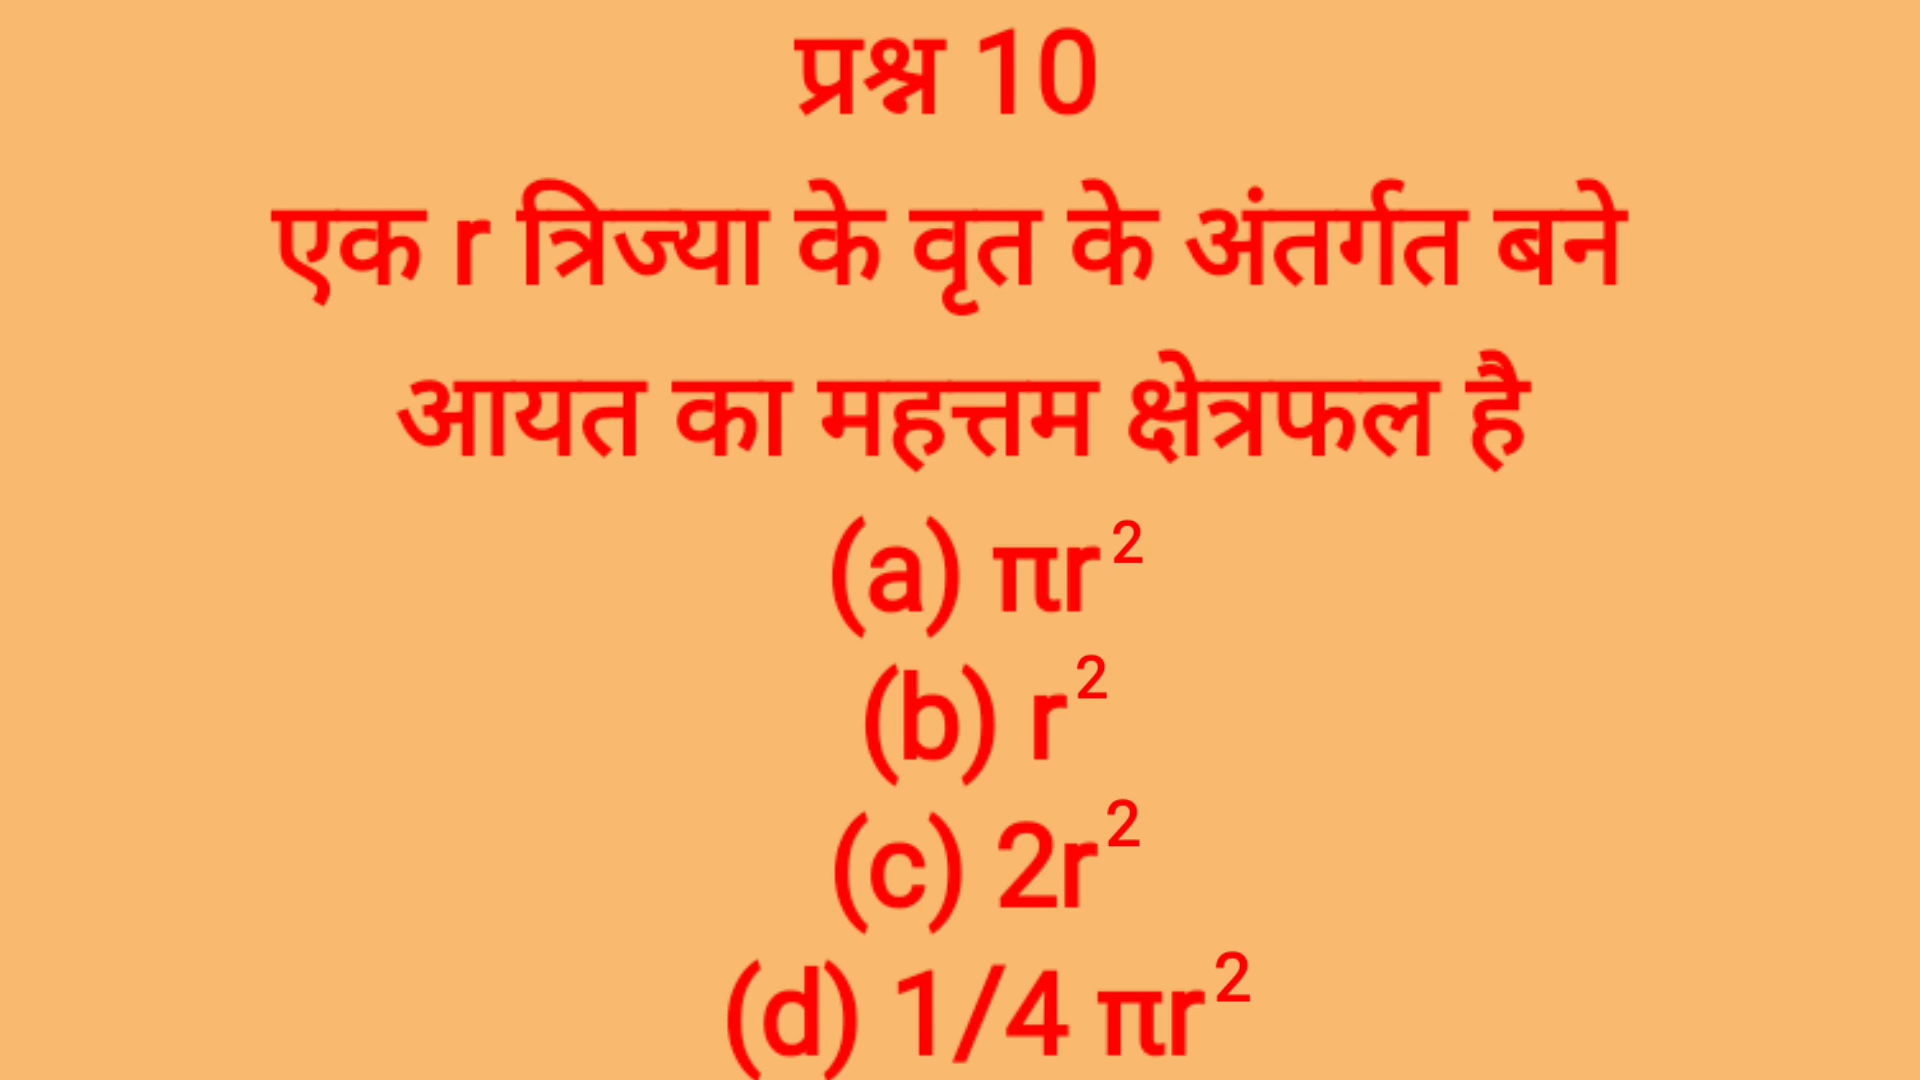 प्रश्न 10
एक r त्रिज्या के वृत के अंतर्गत बने
आयत का महत्तम क्षेत्रफल है
(a) πr²
(b) r²
(c) 2r²
(d) 1/4 πr²